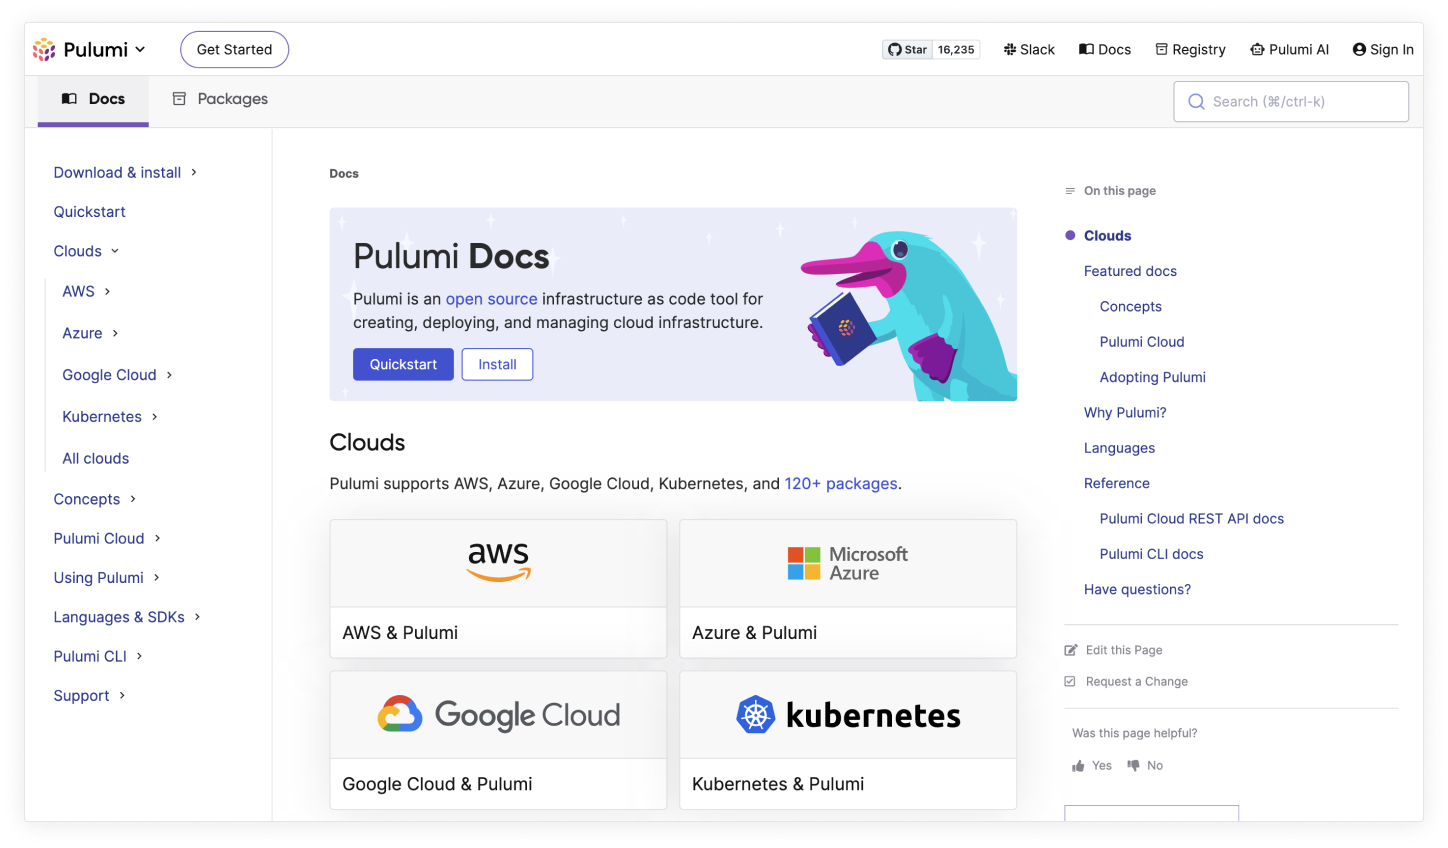 Pulumi
Get Started
Star 16,235
Slack
Docs
Registry
Pulumi AI
Sign In
Docs
Packages
Search (⌘/ctrl-k)
Download & install
Quickstart
Clouds
AWS
Azure
Google Cloud
Kubernetes
All clouds
Concepts
Pulumi Cloud
Using Pulumi
Languages & SDKs
Pulumi CLI
Support
Docs
Pulumi Docs
Pulumi is an open source infrastructure as code tool for
creating, deploying, and managing cloud infrastructure.
Quickstart
Install
Clouds
Pulumi supports AWS, Azure, Google Cloud, Kubernetes, and 120+ packages.
aws
AWS & Pulumi
Microsoft
Azure
Azure & Pulumi
Google Cloud
Google Cloud & Pulumi
kubernetes
Kubernetes & Pulumi
On this page
Clouds
Featured docs
Concepts
Pulumi Cloud
Adopting Pulumi
Why Pulumi?
Languages
Reference
Pulumi Cloud REST API docs
Pulumi CLI docs
Have questions?
Edit this Page
Request a Change
Was this page helpful?
Yes
No